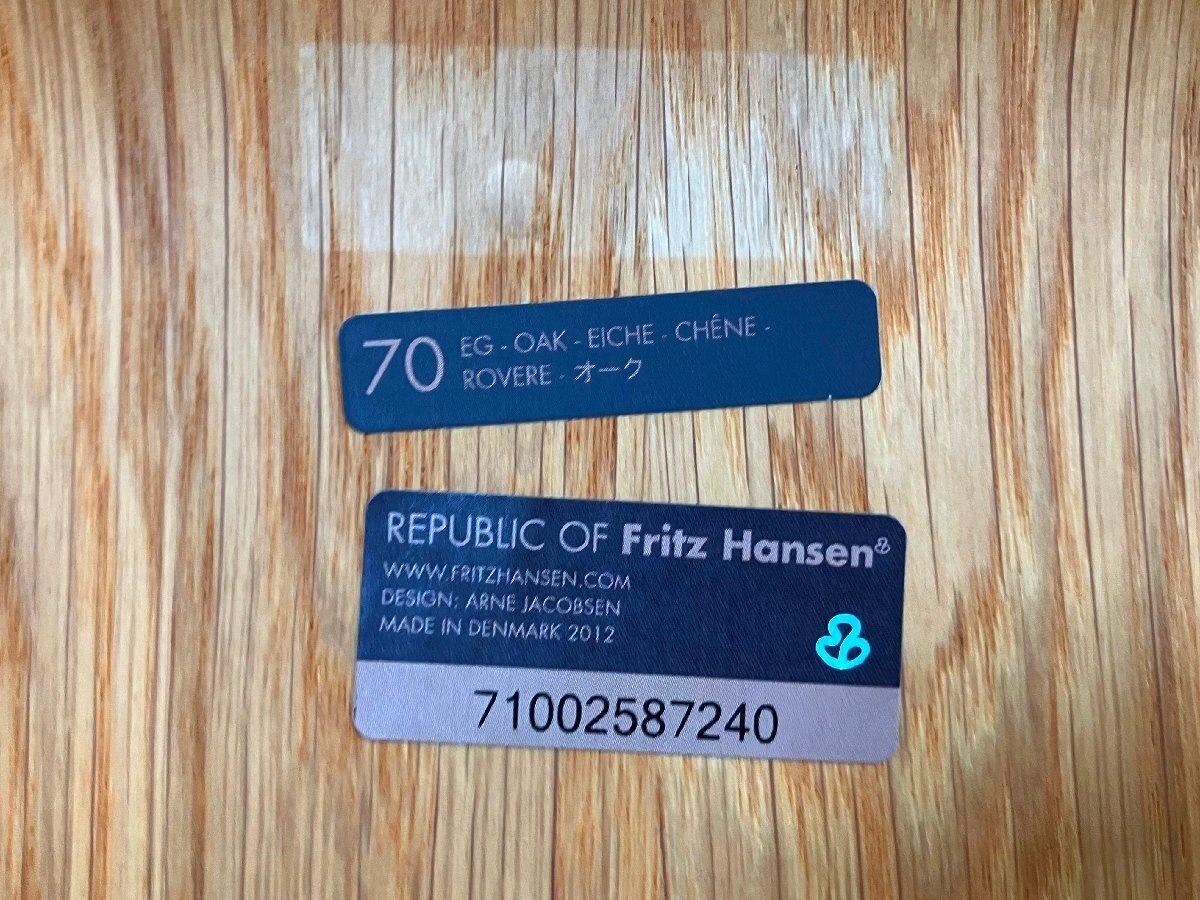 70
EG - OAK - EICHE - CHÊNE -
ROVERE - オーク
REPUBLIC OF Fritz Hansen
WWW.FRITZHANSEN.COM
DESIGN: ARNE JACOBSEN
MADE IN DENMARK 2012
71002587240